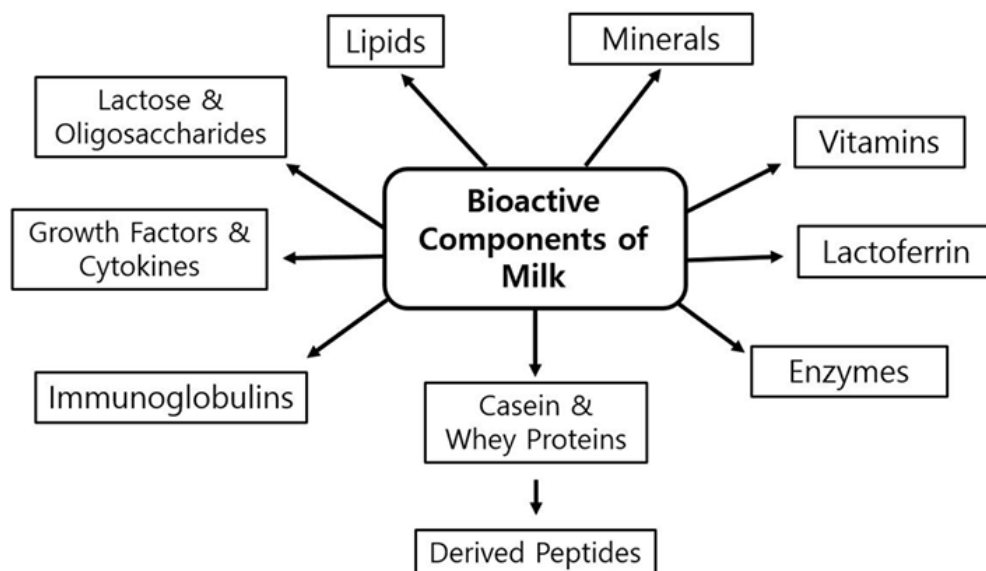 Lipids
Minerals
Lactose &
Oligosaccharides
Vitamins
Bioactive
Components of
Milk
Growth Factors &
Cytokines
Lactoferrin
Immunoglobulins
Enzymes
Casein &
Whey Proteins
Derived Peptides